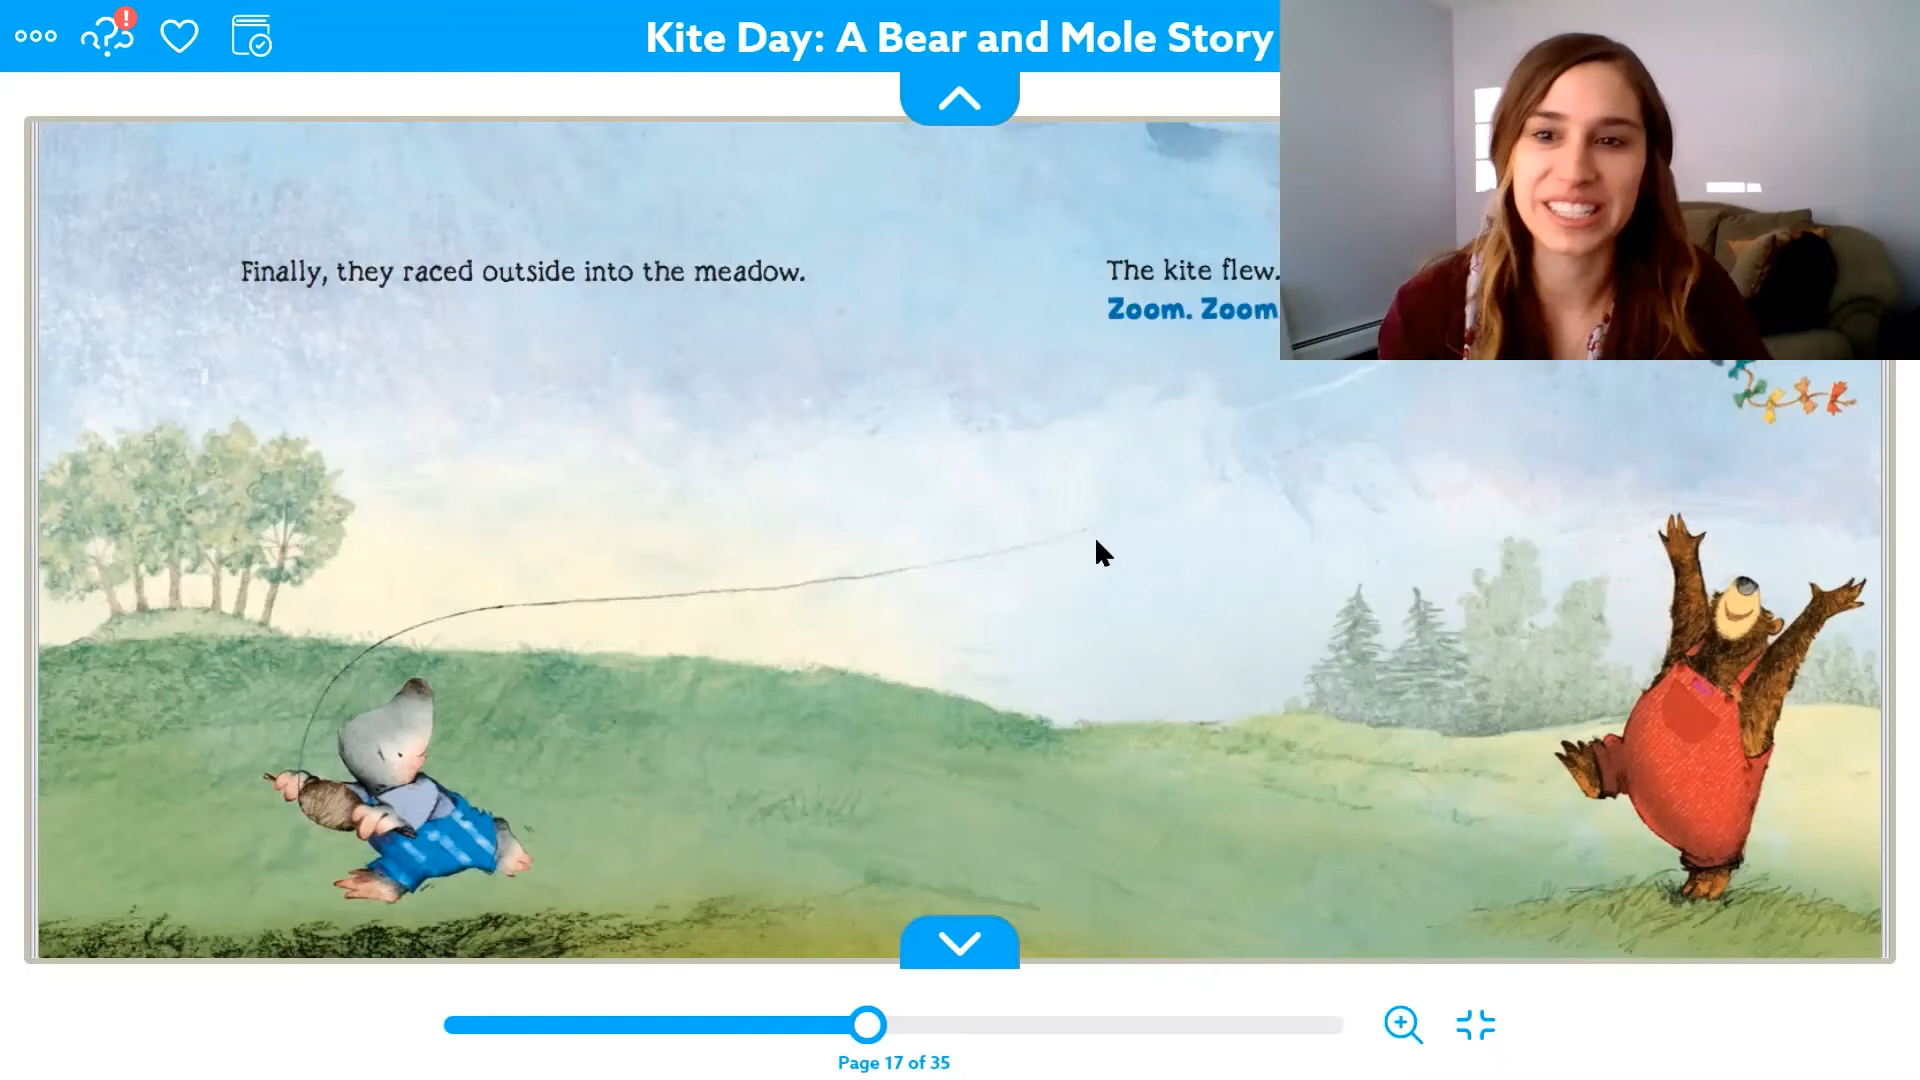 Kite Day: A Bear and Mole Story
Finally, they raced outside into the meadow.
The kite flew.
Zoom. Zoom
Page 17 of 35